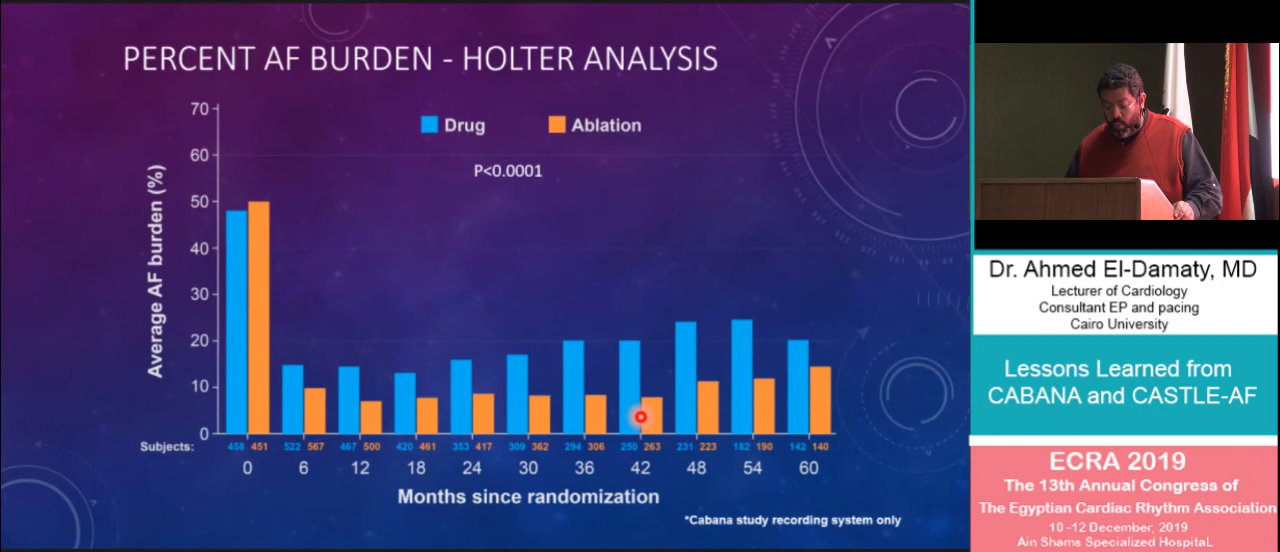 PERCENT AF BURDEN - HOLTER ANALYSIS
70
60
50
40
30
20
10
0
Average AF burden (%)
Drug
Ablation
P<0.0001
Subjects: 458 451 522 567 467 500 420 461 353 417 309 362 294 306 250 263 231 223 182 190 142 140
0 6 12 18 24 30 36 42 48 54 60
Months since randomization
*Cabana study recording system only
Dr. Ahmed El-Damaty, MD
Lecturer of Cardiology
Consultant EP and pacing
Cairo University
Lessons Learned from
CABANA and CASTLE-AF
ECRA 2019
The 13th Annual Congress of
The Egyptian Cardiac Rhythm Association
10 -12 December, 2019
Ain Shams Specialized HospitaL